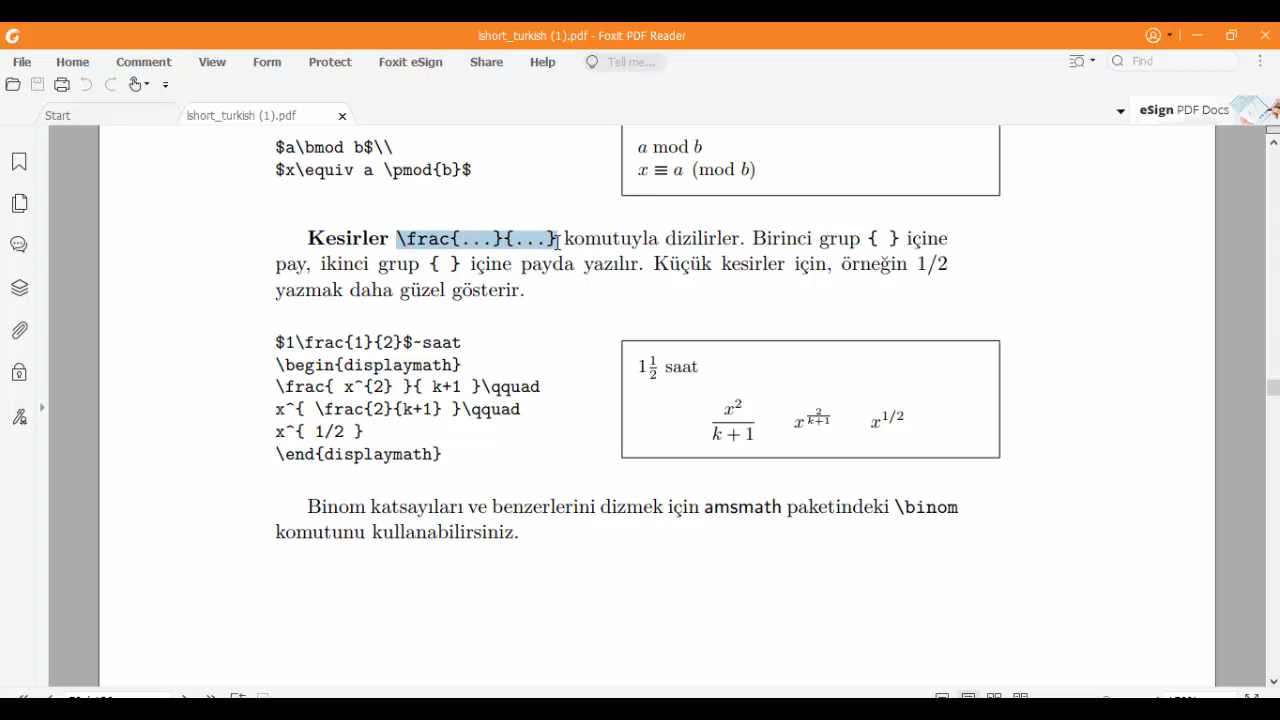 lshort_turkish (1).pdf - Foxit PDF Reader
File Home Comment View Form Protect Foxit eSign Share Help Tell me... Find
Start lshort_turkish (1).pdf eSign PDF Docs
$a\bmod b$\\
$x\equiv a \pmod{b}$
a mod b
x ≡ a (mod b)
Kesirler \frac{...}{...} komutuyla dizilirler. Birinci grup { } içine
pay, ikinci grup { } içine payda yazılır. Küçük kesirler için, örneğin 1/2
yazmak daha güzel gösterir.
$1\frac{1}{2}$~saat
\begin{displaymath}
\frac{ x^{2} }{ k+1 }\qquad
x^{ \frac{2}{k+1} }\qquad
x^{ 1/2 }
\end{displaymath}
1 1/2 saat
x²/(k + 1) x^(2/(k+1)) x^(1/2)
Binom katsayıları ve benzerlerini dizmek için amsmath paketindeki \binom
komutunu kullanabilirsiniz.